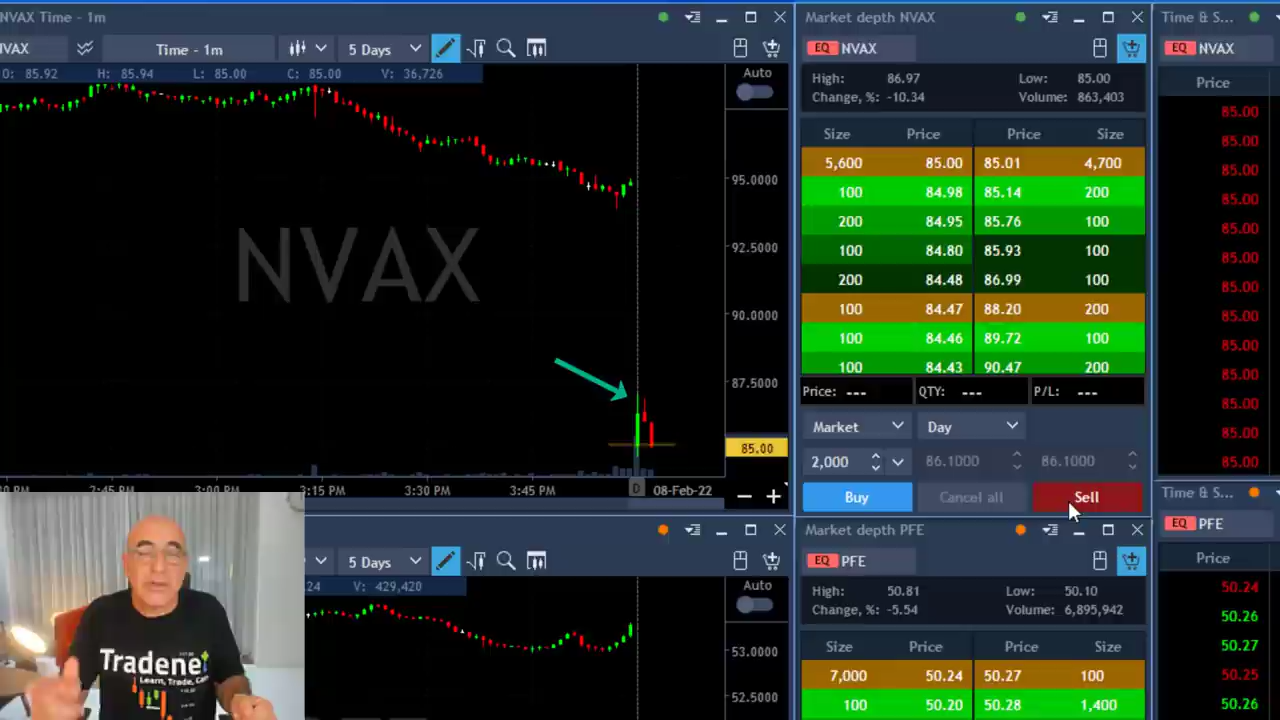 NVAX Time - 1m
NVAX
Time - 1m
5 Days
O: 85.92 H: 85.94 L: 85.00 C: 85.00 V: 36,726
Auto
NVAX
95.0000
92.5000
90.0000
87.5000
85.00
2:45 PM 3:00 PM 3:15 PM 3:30 PM 3:45 PM D 08-Feb-22
Market depth NVAX
EQ NVAX
High: 86.97 Low: 85.00
Change, %: -10.34 Volume: 863,403
Size Price Price Size
5,600 85.00 85.01 4,700
100 84.98 85.14 200
200 84.95 85.76 100
100 84.80 85.93 100
200 84.48 86.99 100
100 84.47 88.20 200
100 84.46 89.72 100
100 84.43 90.47 200
Price: --- QTY: --- P/L: ---
Market Day
2,000 86.1000 86.1000
Buy Cancel all Sell
Time & S...
EQ NVAX
Price
85.00
85.00
85.00
85.00
85.00
85.00
85.00
85.00
85.00
85.00
85.00
85.00
85.00
5 Days
.24 V: 429,420
Auto
53.0000
52.5000
Market depth PFE
EQ PFE
High: 50.81 Low: 50.10
Change, %: -5.54 Volume: 6,895,942
Size Price Price Size
7,000 50.24 50.27 100
100 50.20 50.28 1,400
Time & S...
EQ PFE
Price
50.24
50.26
50.27
50.25
50.26
Tradenet
Learn, Trade,